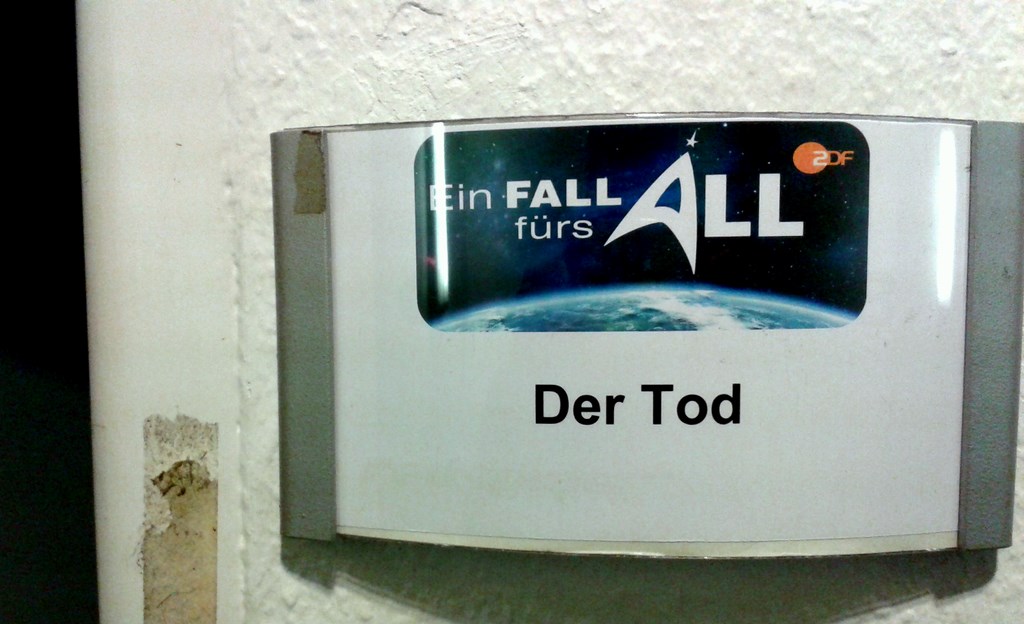 Ein FALL
fürs ALL
ZDF
Der Tod